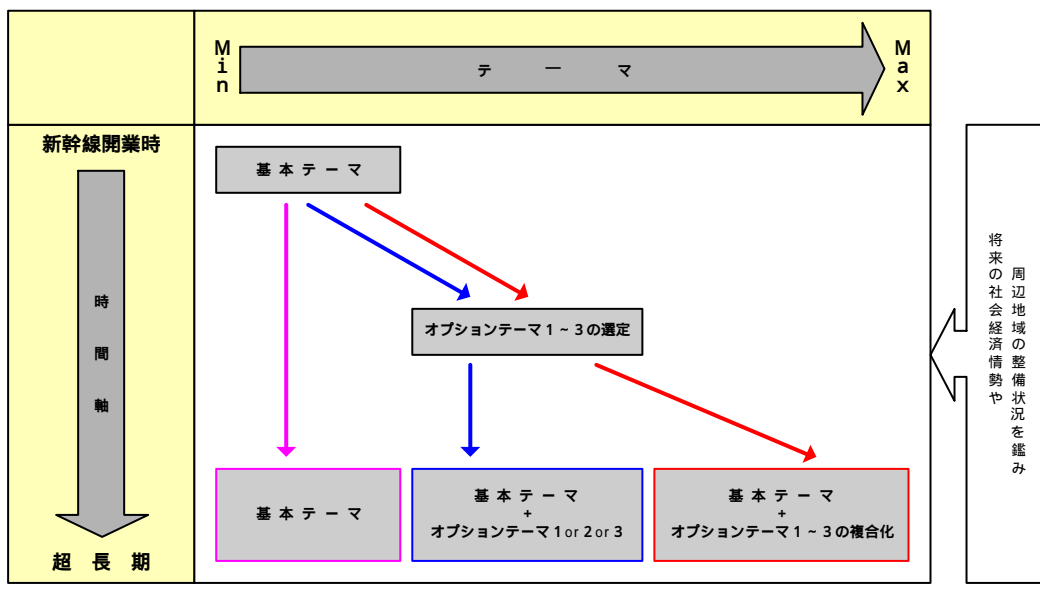 Min
テーマ
Max
新幹線開業時
時間軸
超長期
基本テーマ
オプションテーマ1~3の選定
基本テーマ
基本テーマ
+
オプションテーマ1or2or3
基本テーマ
+
オプションテーマ1~3の複合化
将来の社会経済情勢や
周辺地域の整備状況を鑑み